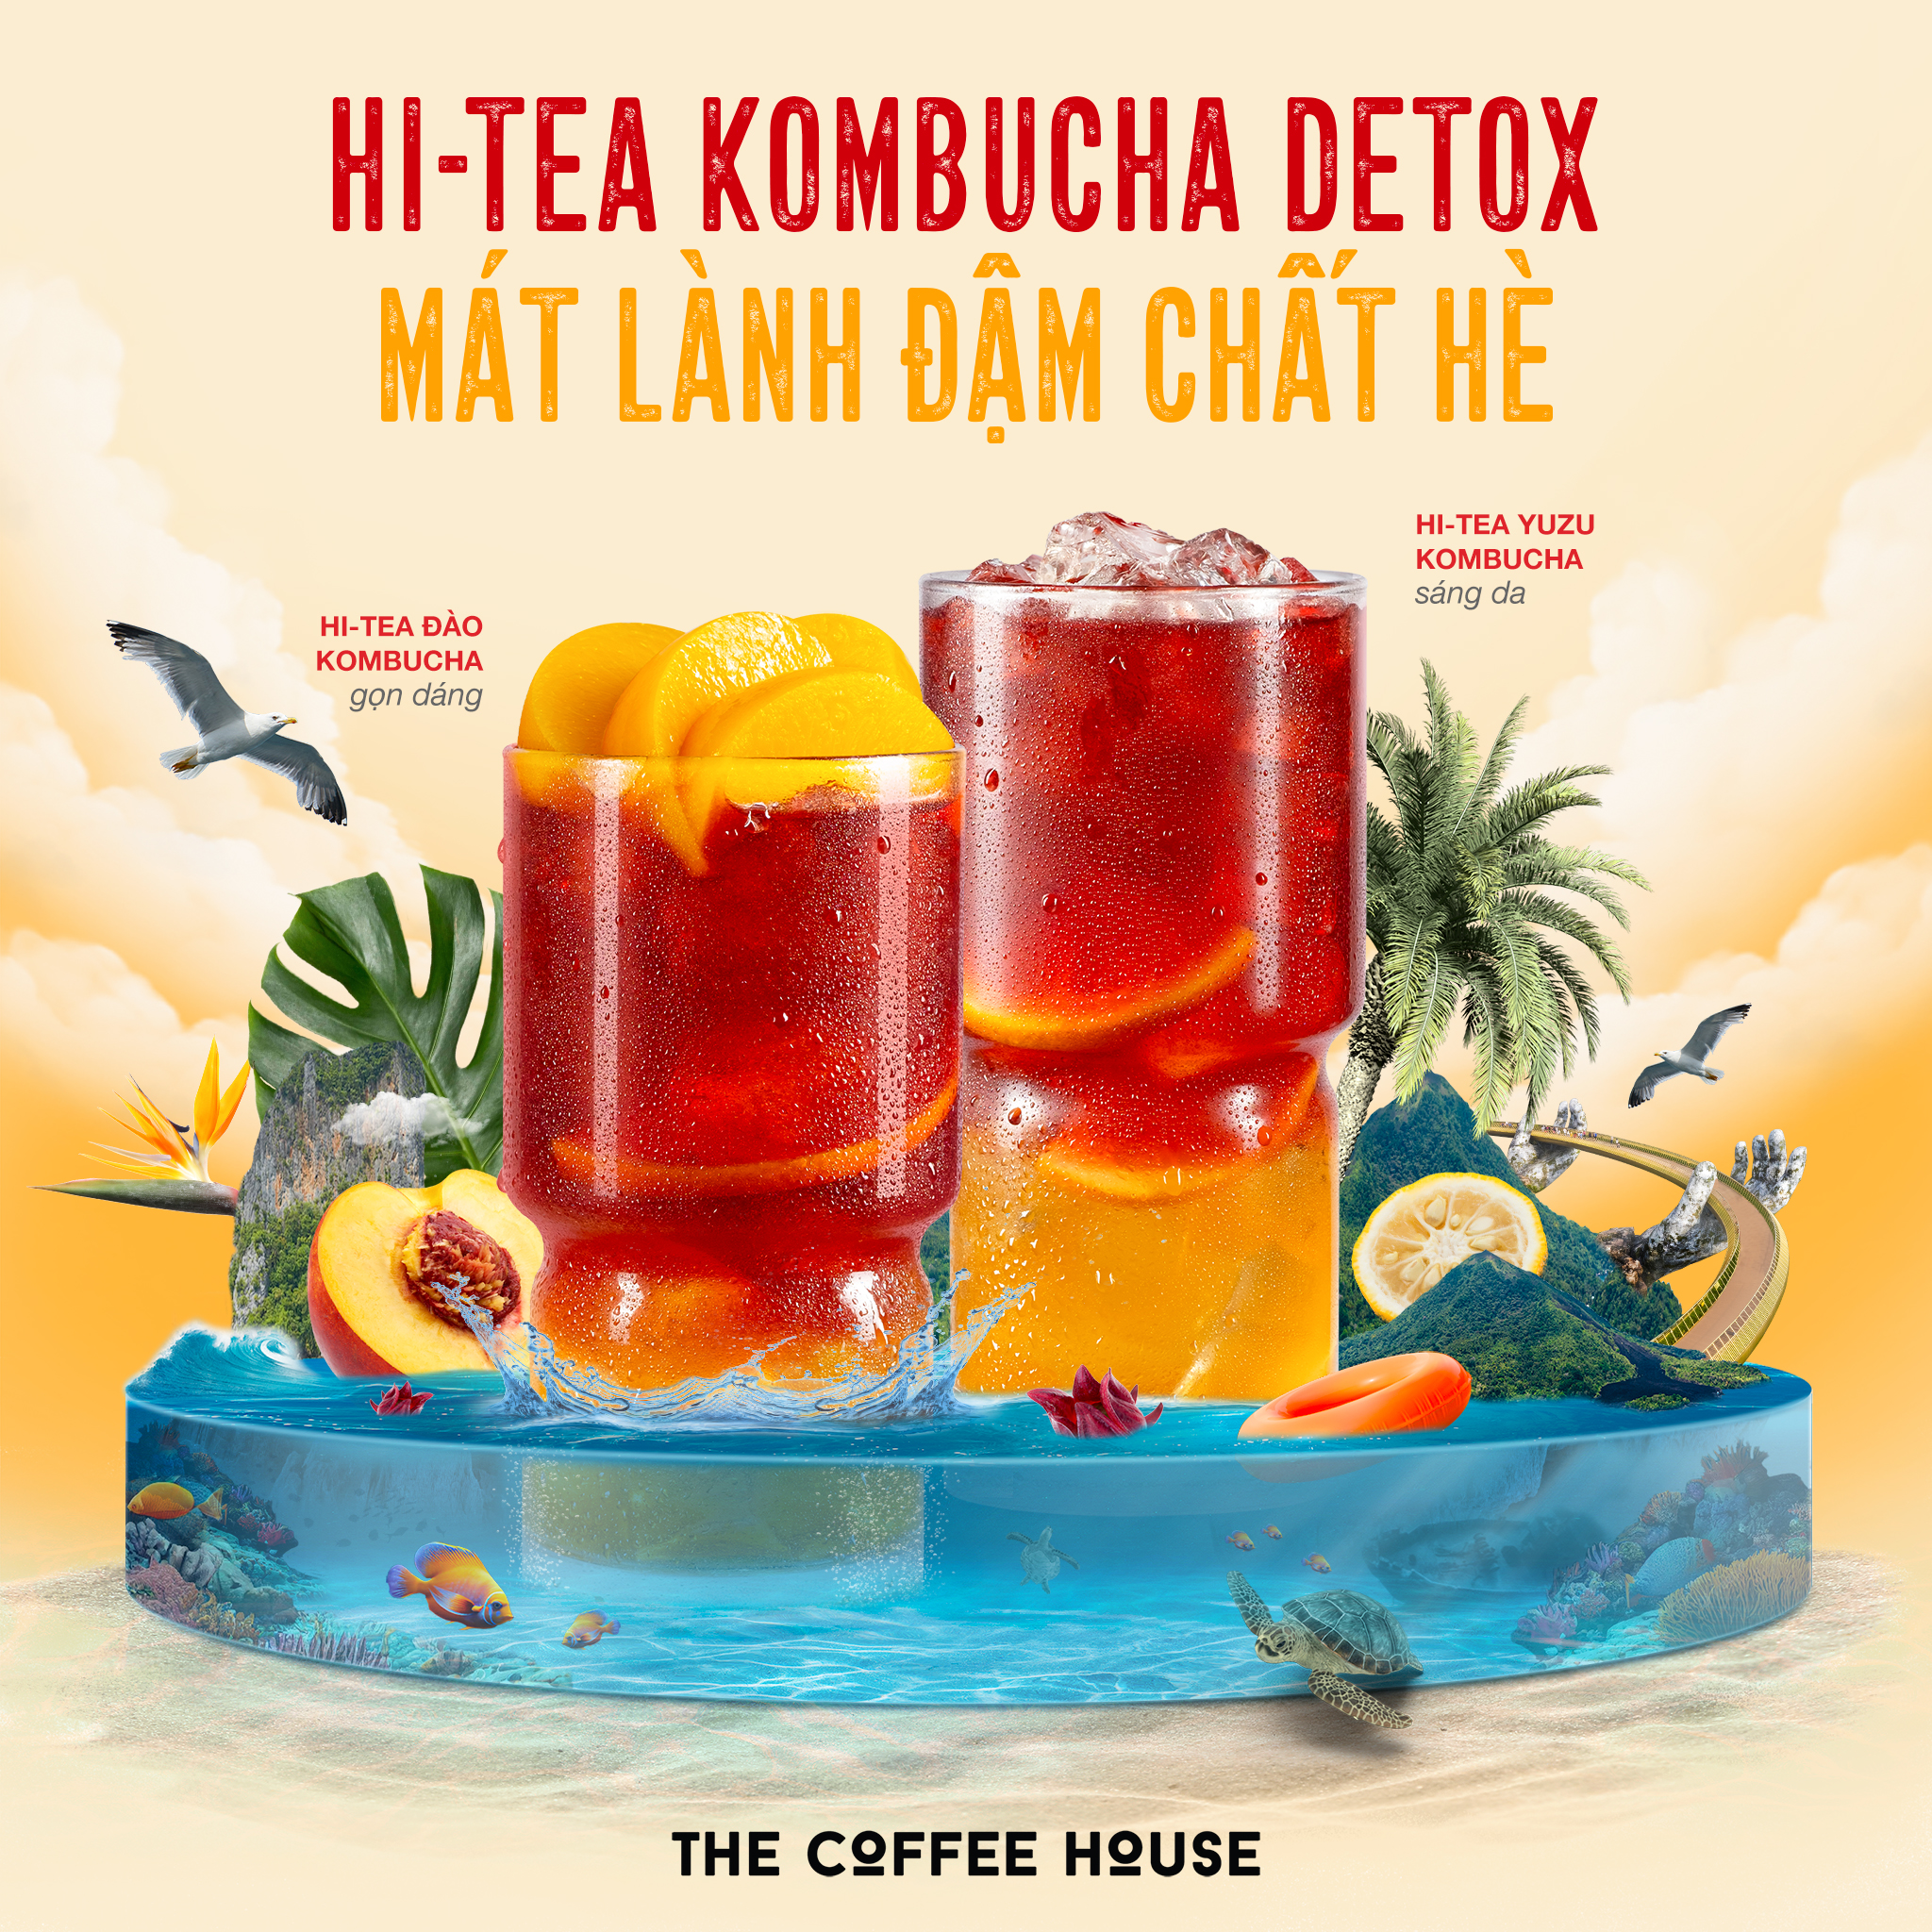 HI-TEA KOMBUCHA DETOX
MÁT LÀNH ĐẬM CHẤT HÈ
HI-TEA YUZU
KOMBUCHA
sáng da
HI-TEA ĐÀO
KOMBUCHA
gọn dáng
THE COFFEE HOUSE